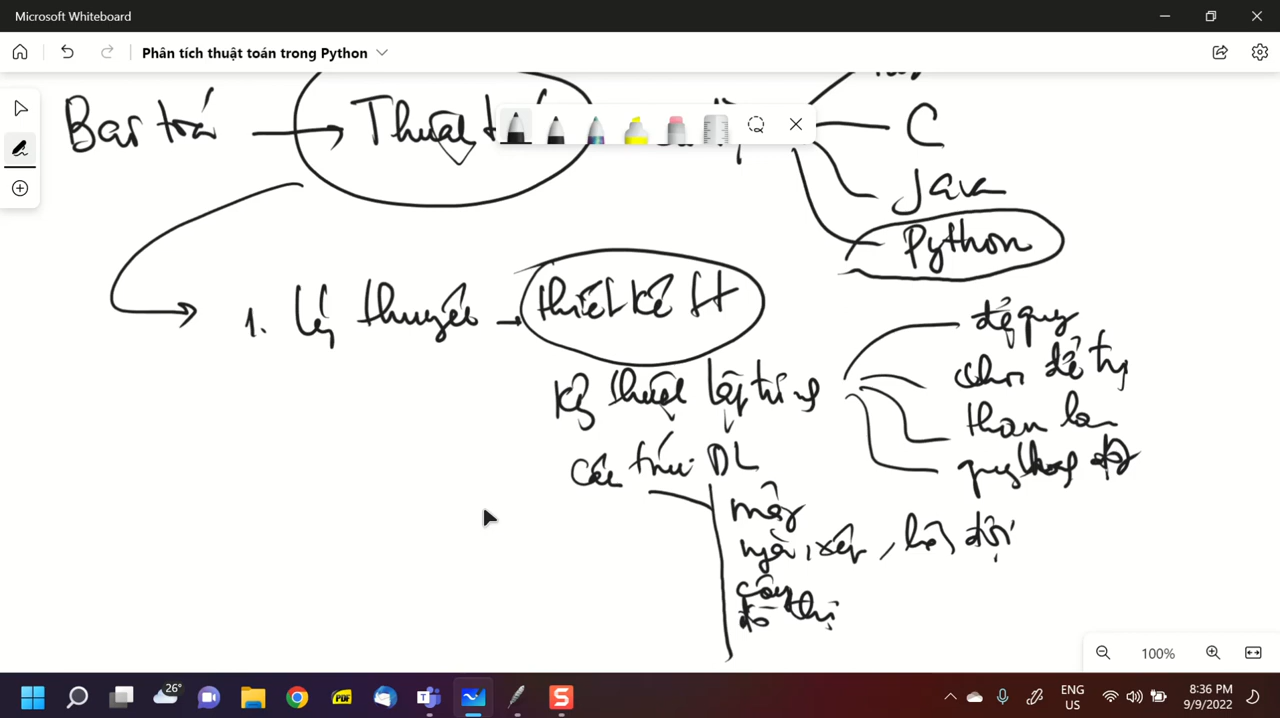 Microsoft Whiteboard
Phân tích thuật toán trong Python
Bài toán
Thuật t
C
Java
Python
1. Lý thuyết
thiết kế tt
đệ quy
Kỹ thuật lập trình
chia để trị
tham lam
quy hoạch động
Cấu trúc DL
mảng
ngăn xếp, hàng đợi
cây
đồ thị
100%
26°
ENG
US
8:36 PM
9/9/2022